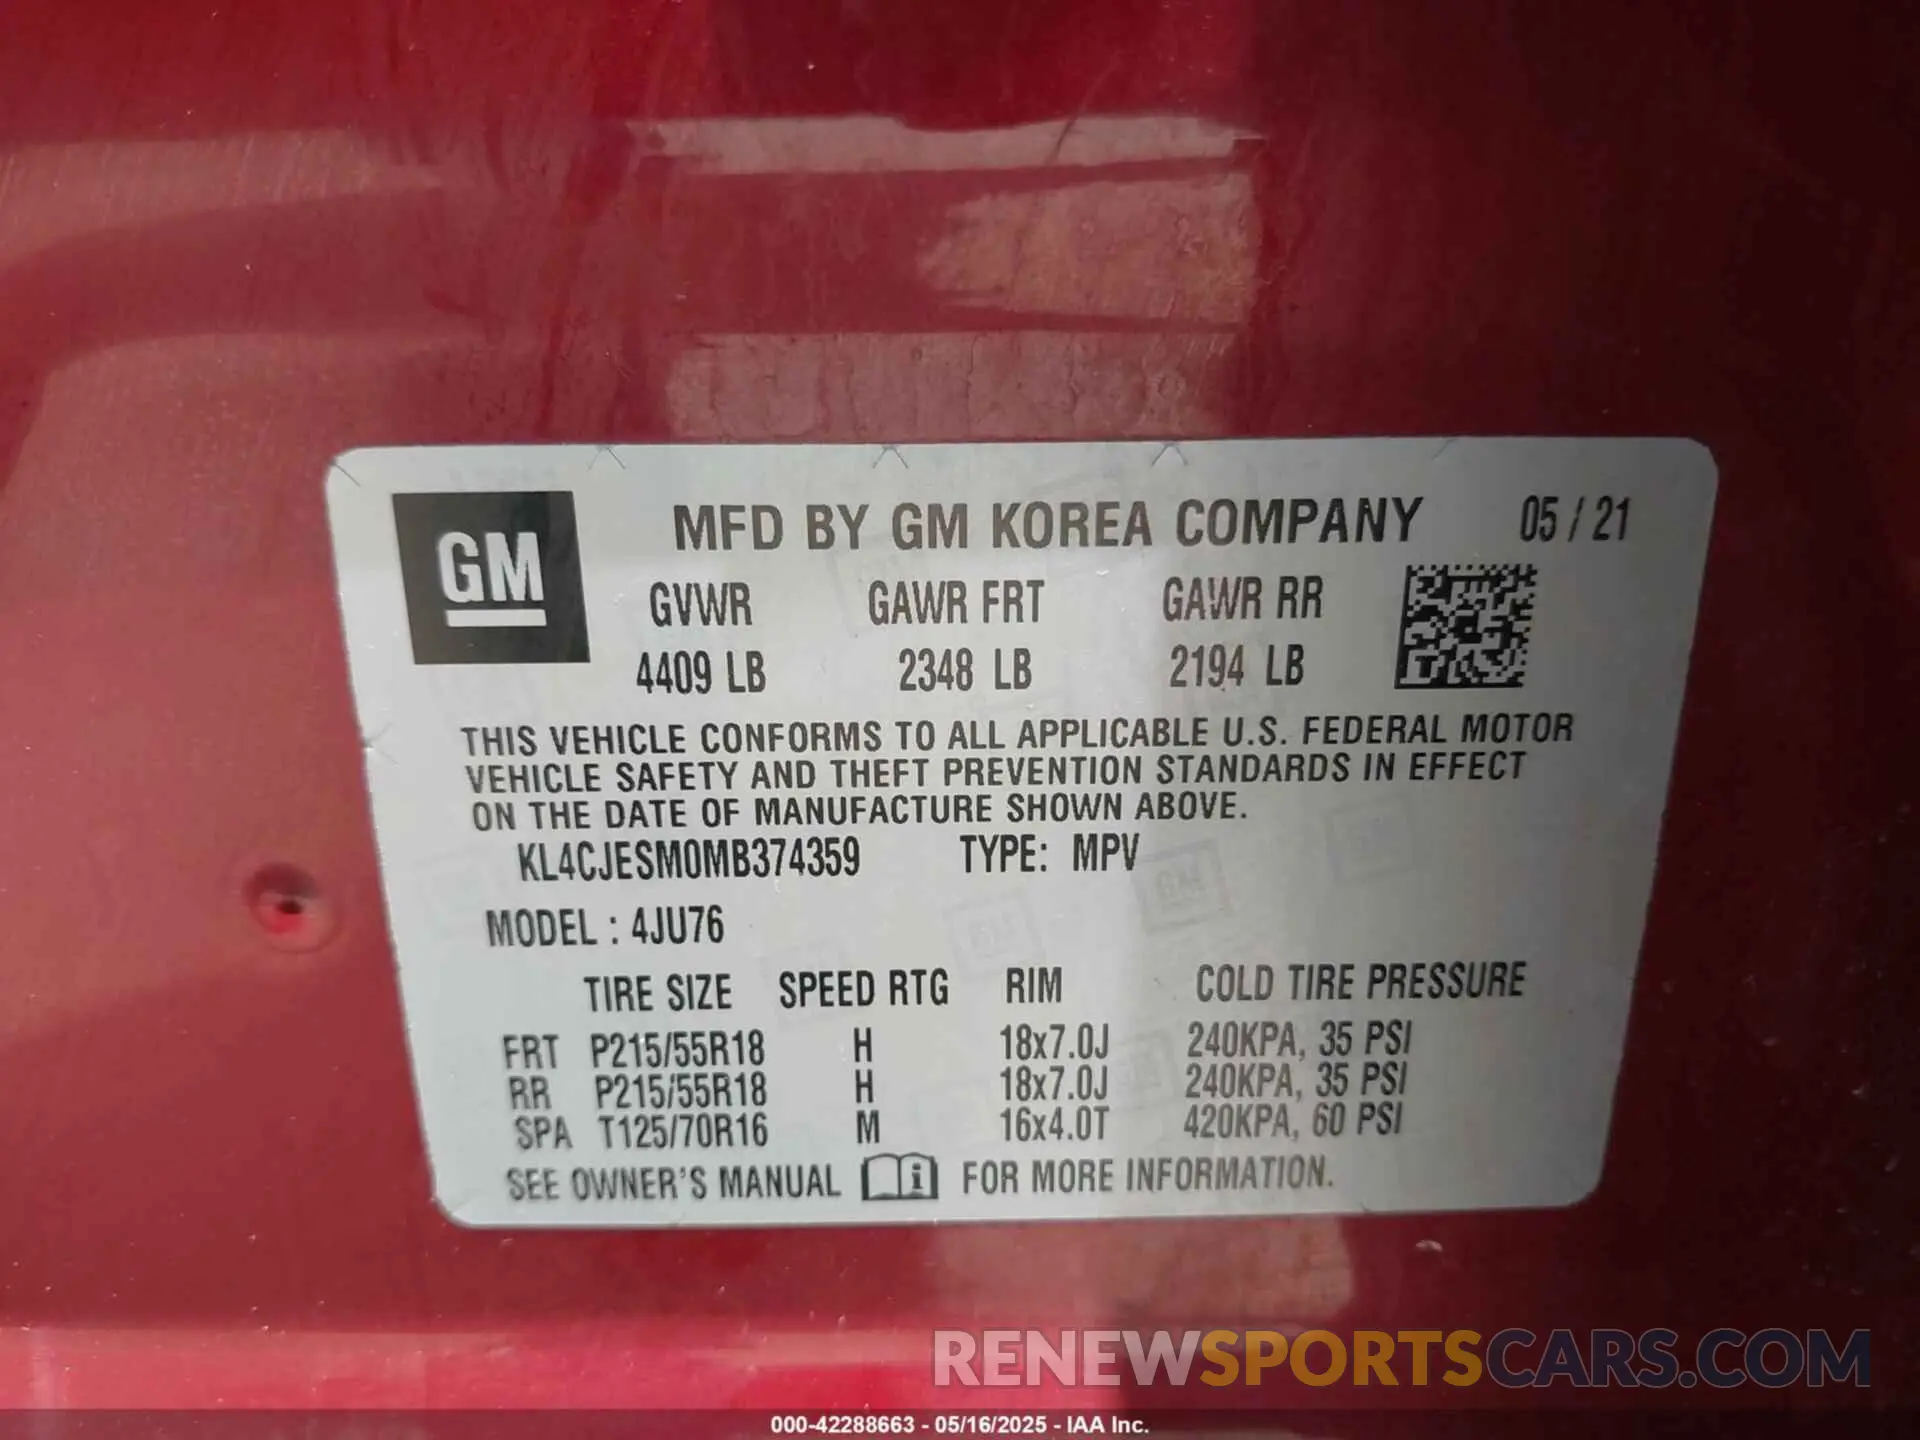 GM
MFD BY GM KOREA COMPANY 05 / 21
GVWR GAWR FRT GAWR RR
4409 LB 2348 LB 2194 LB
THIS VEHICLE CONFORMS TO ALL APPLICABLE U.S. FEDERAL MOTOR
VEHICLE SAFETY AND THEFT PREVENTION STANDARDS IN EFFECT
ON THE DATE OF MANUFACTURE SHOWN ABOVE.
KL4CJESM0MB374359 TYPE: MPV
MODEL : 4JU76
TIRE SIZE SPEED RTG RIM COLD TIRE PRESSURE
FRT P215/55R18 H 18x7.0J 240KPA, 35 PSI
RR P215/55R18 H 18x7.0J 240KPA, 35 PSI
SPA T125/70R16 M 16x4.0T 420KPA, 60 PSI
SEE OWNER'S MANUAL i FOR MORE INFORMATION.
RENEWSPORTSCARS.COM
000-42288663 - 05/16/2025 - IAA Inc.